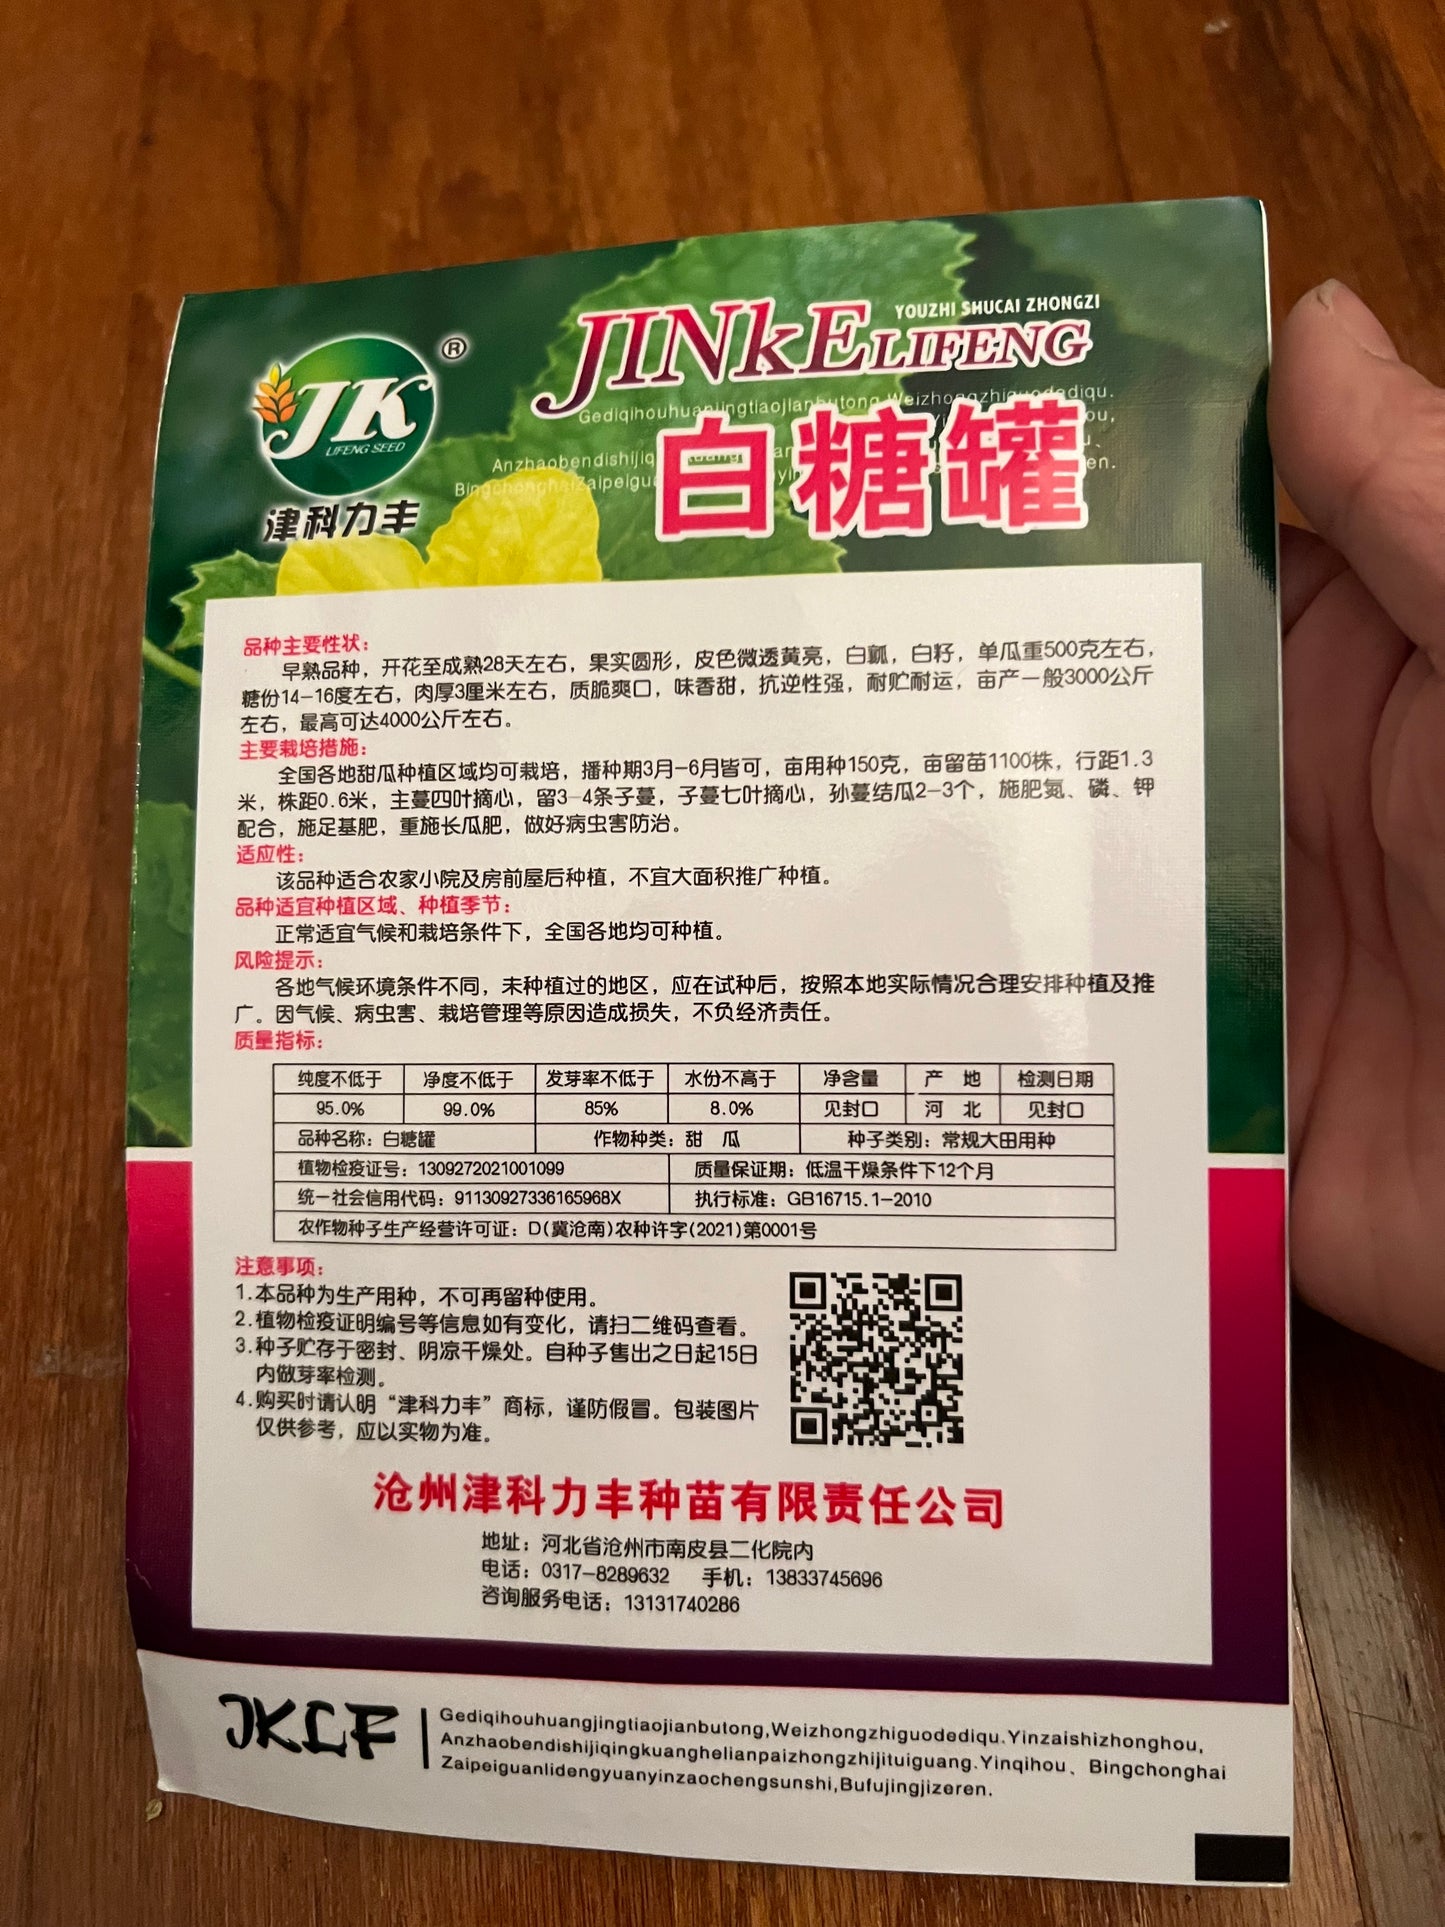 JK
®
LIFENG SEED
津科力丰
YOUZHI SHUCAI ZHONGZI
JINkE LIFENG
白糖罐
品种主要性状：
早熟品种，开花至成熟28天左右，果实圆形，皮色微透黄亮，白瓤，白籽，单瓜重500克左右，
糖份14-16度左右，肉厚3厘米左右，质脆爽口，味香甜，抗逆性强，耐贮耐运，亩产一般3000公斤
左右，最高可达4000公斤左右。
主要栽培措施：
全国各地甜瓜种植区域均可栽培，播种期3月-6月皆可，亩用种150克，亩留苗1100株，行距1.3
米，株距0.6米，主蔓四叶摘心，留3-4条子蔓，子蔓七叶摘心，孙蔓结瓜2-3个，施肥氮、磷、钾
配合，施足基肥，重施长瓜肥，做好病虫害防治。
适应性：
该品种适合农家小院及房前屋后种植，不宜大面积推广种植。
品种适宜种植区域、种植季节：
正常适宜气候和栽培条件下，全国各地均可种植。
风险提示：
各地气候环境条件不同，未种植过的地区，应在试种后，按照本地实际情况合理安排种植及推
广。因气候、病虫害、栽培管理等原因造成损失，不负经济责任。
质量指标：
纯度不低于 净度不低于 发芽率不低于 水份不高于 净含量 产 地 检测日期
95.0% 99.0% 85% 8.0% 见封口 河 北 见封口
品种名称：白糖罐 作物种类：甜 瓜 种子类别：常规大田用种
植物检疫证号：1309272021001099 质量保证期：低温干燥条件下12个月
统一社会信用代码：91130927336165968X 执行标准：GB16715.1-2010
农作物种子生产经营许可证：D(冀沧南)农种许字(2021)第0001号
注意事项：
1.本品种为生产用种，不可再留种使用。
2.植物检疫证明编号等信息如有变化，请扫二维码查看。
3.种子贮存于密封、阴凉干燥处。自种子售出之日起15日
内做芽率检测。
4.购买时请认明“津科力丰”商标，谨防假冒。包装图片
仅供参考，应以实物为准。
沧州津科力丰种苗有限责任公司
地址：河北省沧州市南皮县二化院内
电话：0317-8289632 手机：13833745696
咨询服务电话：13131740286
JKLF
Gediqihouhuangjingtiaojianbutong,Weizhongzhiguodediqu.Yinzaishizhonghou,
Anzhaobendishijiqingkuanghelianpaizhongzhijituiguang.Yinqihou、Bingchonghai
Zaipeiguanlidengyuanyinzaochengsunshi,Bufujingjizeren.